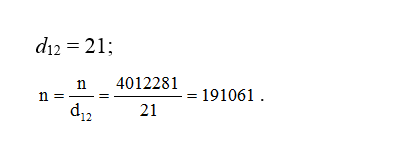 d12 = 21;
n = n/d12 = 4012281/21 = 191061 .